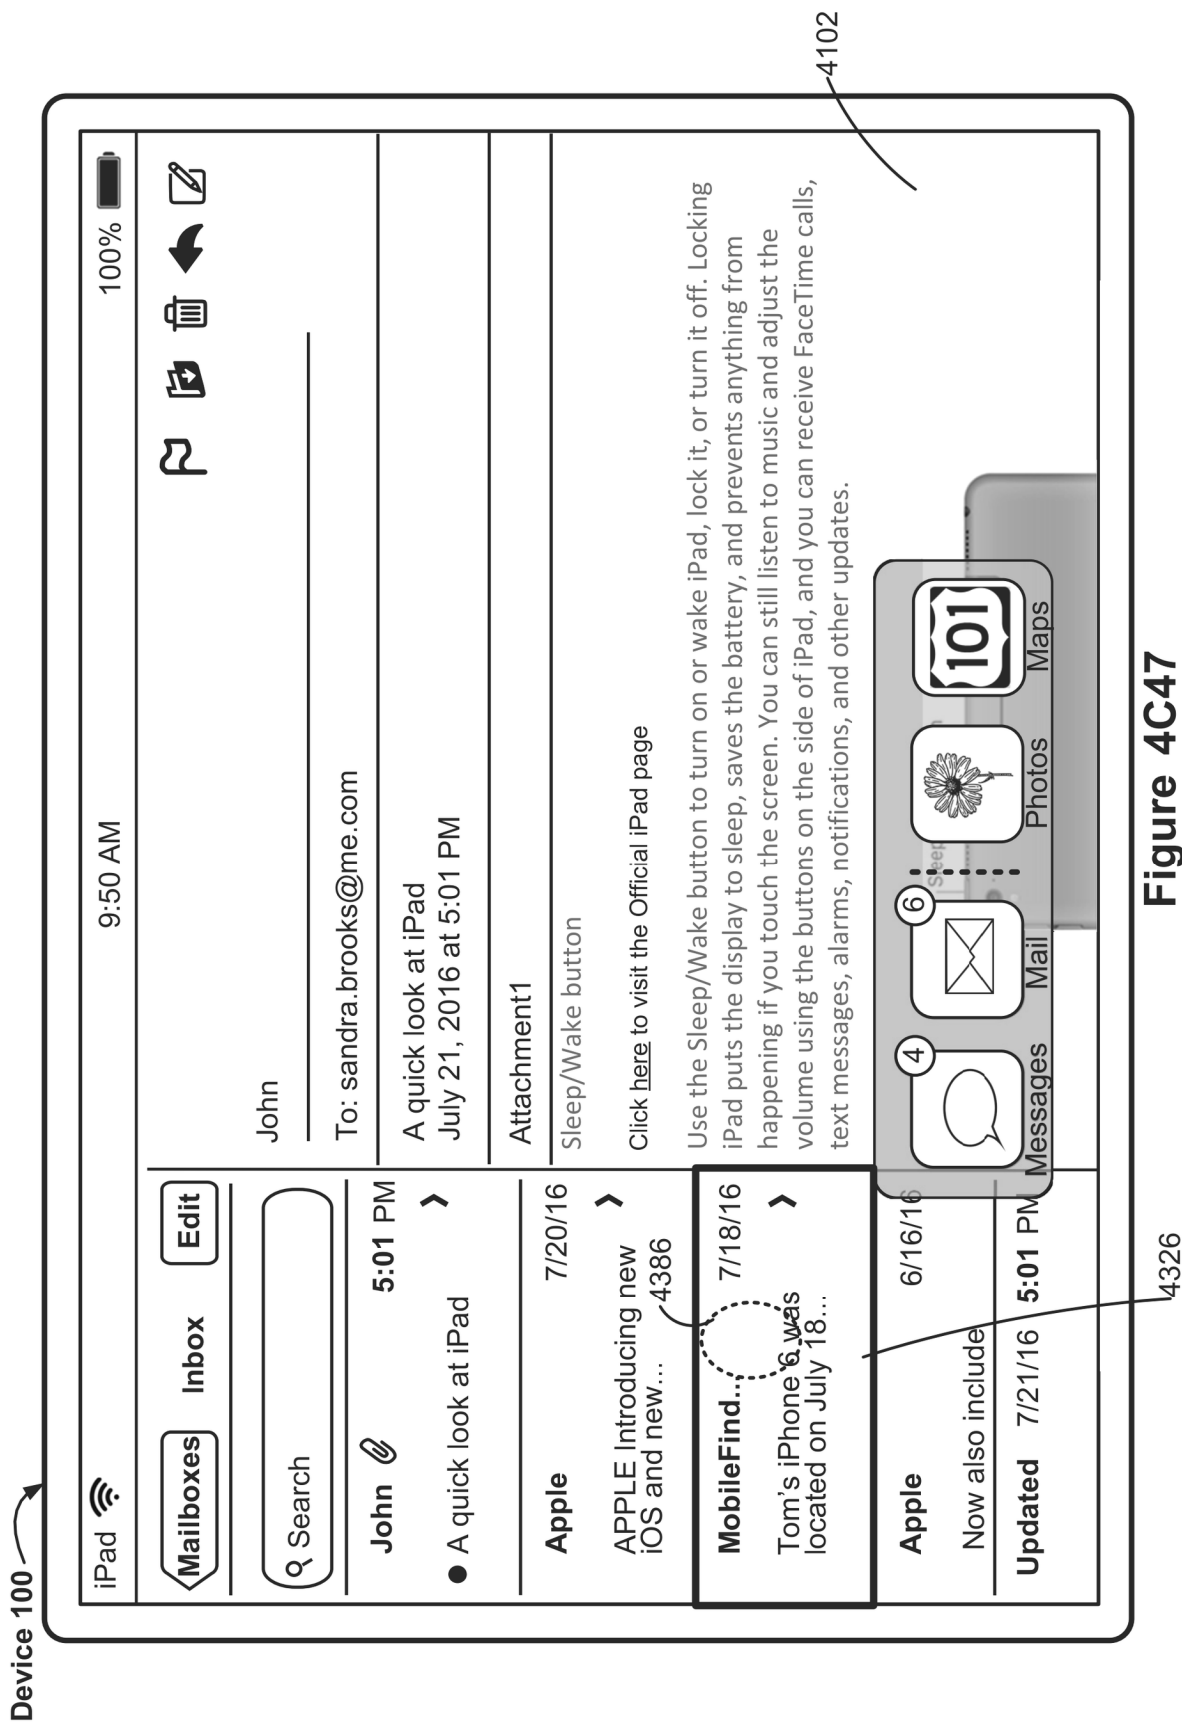 Device 100
iPad
9:50 AM
100%
Mailboxes
Inbox
Edit
Search
John
5:01 PM
A quick look at iPad
Apple
7/20/16
APPLE Introducing new
iOS and new...
4386
MobileFind...
7/18/16
Tom's iPhone 6 was
located on July 18...
Apple
6/16/16
Now also include
Updated 7/21/16 5:01 PM
4326
John
To: sandra.brooks@me.com
A quick look at iPad
July 21, 2016 at 5:01 PM
Attachment1
Sleep/Wake button
Click here to visit the Official iPad page
Use the Sleep/Wake button to turn on or wake iPad, lock it, or turn it off. Locking
iPad puts the display to sleep, saves the battery, and prevents anything from
happening if you touch the screen. You can still listen to music and adjust the
volume using the buttons on the side of iPad, and you can receive FaceTime calls,
text messages, alarms, notifications, and other updates.
4102
4
6
Sleep
101
Messages
Mail
Photos
Maps
Figure 4C47